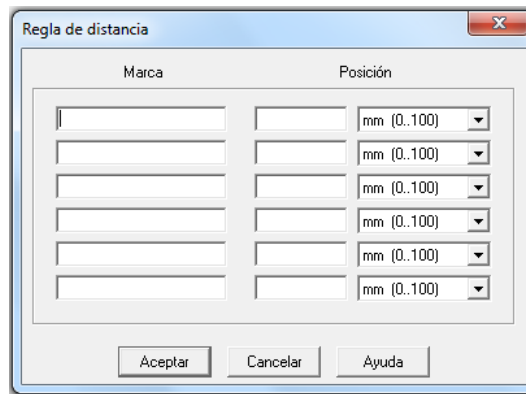 Regla de distancia
Marca Posición
mm (0..100)
mm (0..100)
mm (0..100)
mm (0..100)
mm (0..100)
mm (0..100)
Aceptar Cancelar Ayuda